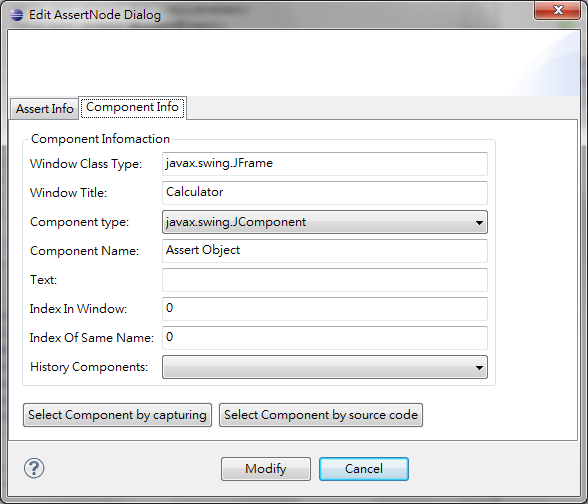 Edit AssertNode Dialog
Assert Info
Component Info
Component Infomaction
Window Class Type: javax.swing.JFrame
Window Title: Calculator
Component type: javax.swing.JComponent
Component Name: Assert Object
Text:
Index In Window: 0
Index Of Same Name: 0
History Components:
Select Component by capturing Select Component by source code
? Modify Cancel